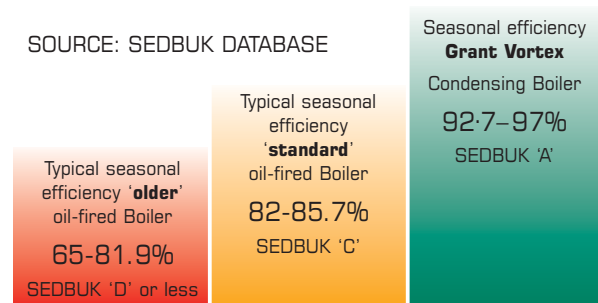 SOURCE: SEDBUK DATABASE
Typical seasonal
efficiency 'older'
oil-fired Boiler
65-81.9%
SEDBUK 'D' or less
Typical seasonal
efficiency
'standard'
oil-fired Boiler
82-85.7%
SEDBUK 'C'
Seasonal efficiency
Grant Vortex
Condensing Boiler
92·7–97%
SEDBUK 'A'